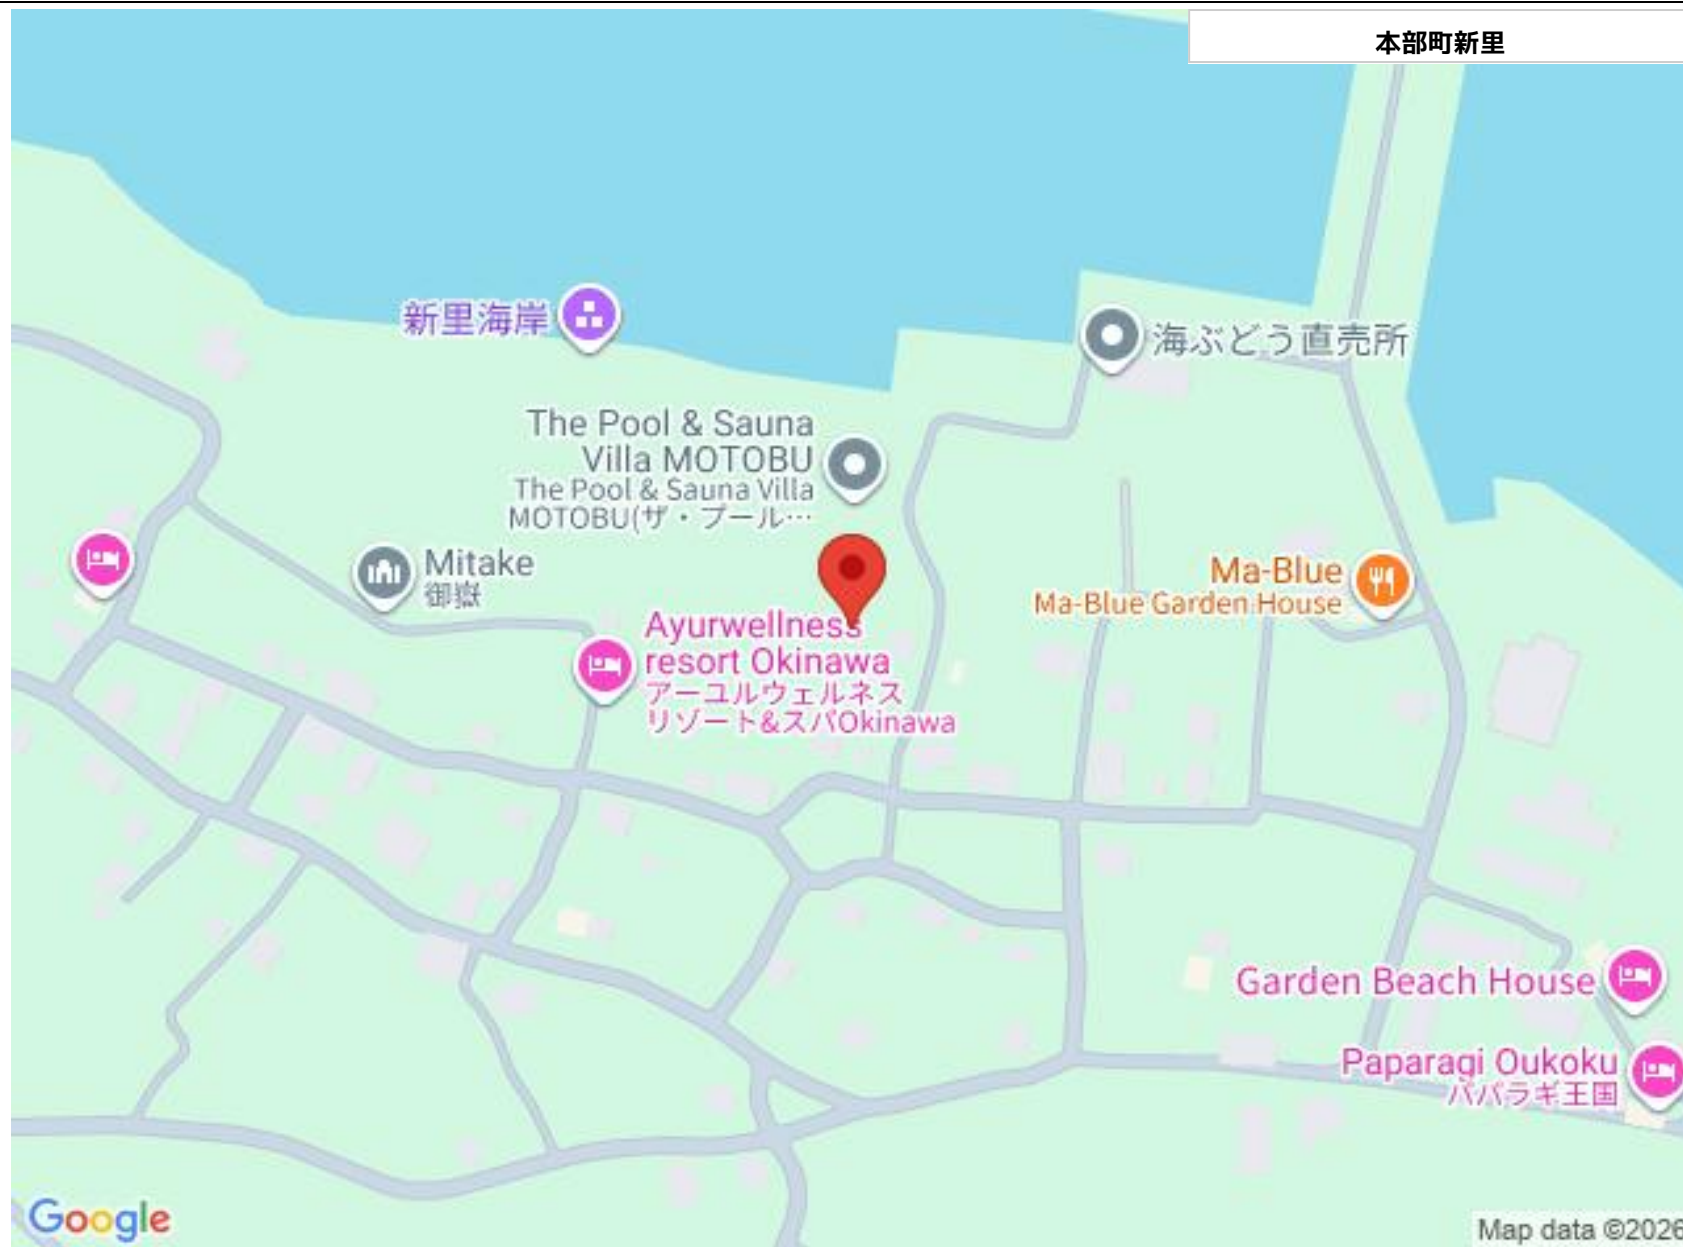 本部町新里
新里海岸
海ぶどう直売所
The Pool & Sauna
Villa MOTOBU
The Pool & Sauna Villa
MOTOBU(ザ・プール…
Mitake
御嶽
Ma-Blue
Ma-Blue Garden House
Ayurwellness
resort Okinawa
アーユルウェルネス
リゾート&スパOkinawa
Garden Beach House
Paparagi Oukoku
パパラギ王国
Google
Map data ©2026